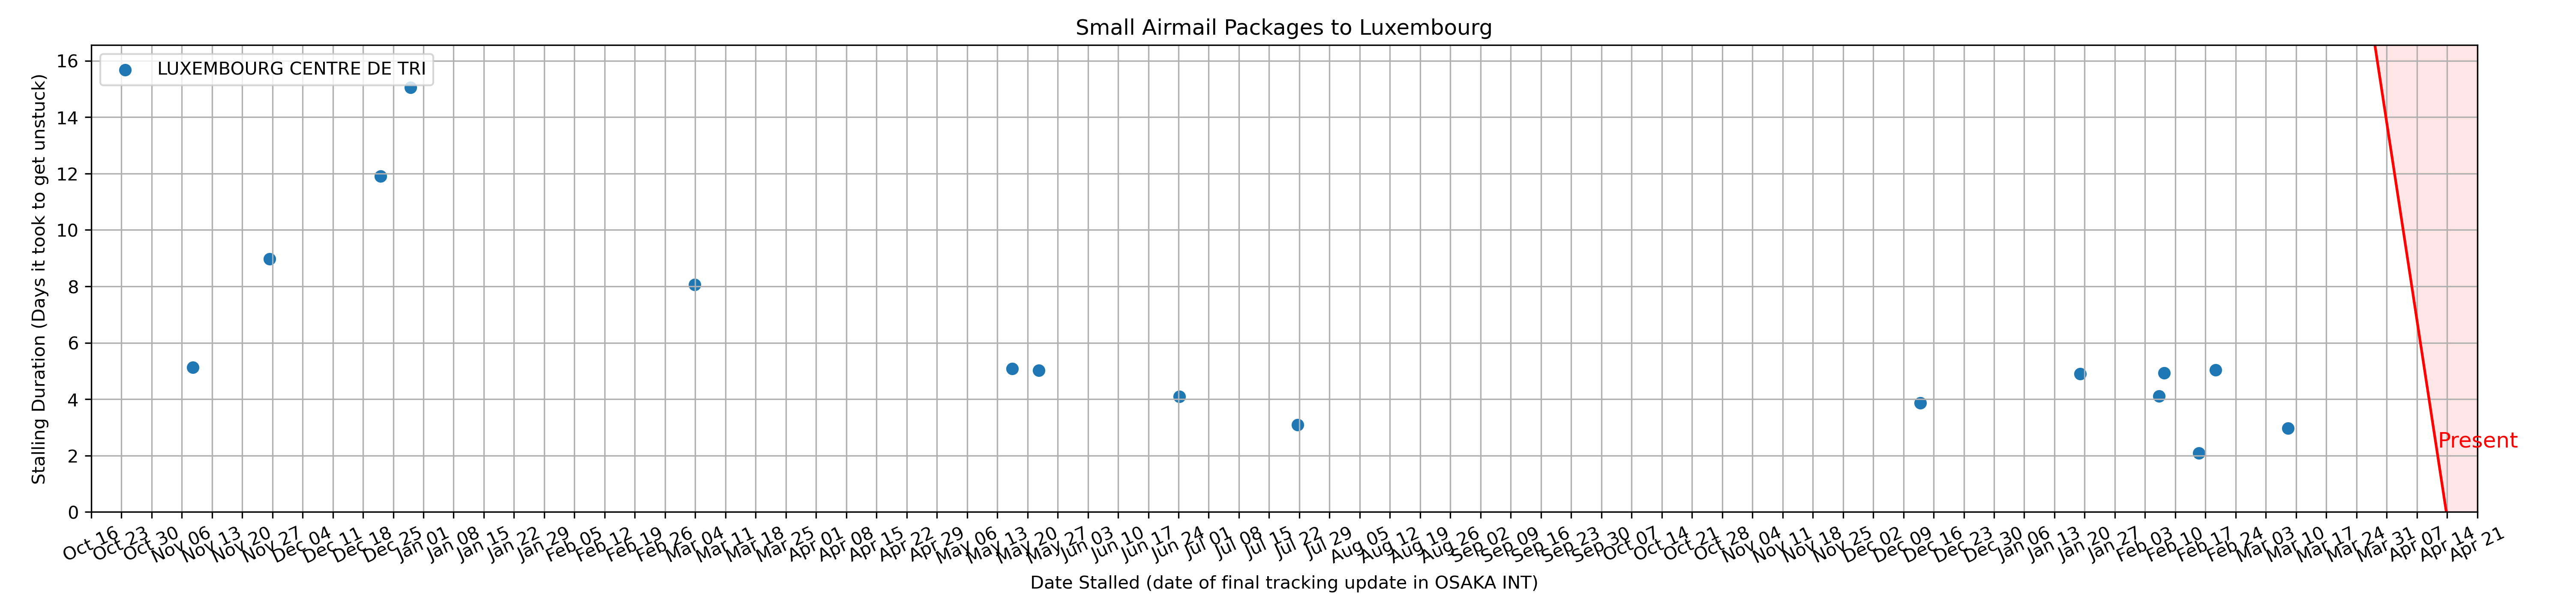 Small Airmail Packages to Luxembourg
LUXEMBOURG CENTRE DE TRI
Stalling Duration (Days it took to get unstuck)
16
14
12
10
8
6
4
2
0
Present
Oct 16 Oct 23 Oct 30 Nov 06 Nov 13 Nov 20 Nov 27 Dec 04 Dec 11 Dec 18 Dec 25 Jan 01 Jan 08 Jan 15 Jan 22 Jan 29 Feb 05 Feb 12 Feb 19 Feb 26 Mar 04 Mar 11 Mar 18 Mar 25 Apr 01 Apr 08 Apr 15 Apr 22 Apr 29 May 06 May 13 May 20 May 27 Jun 03 Jun 10 Jun 17 Jun 24 Jul 01 Jul 08 Jul 15 Jul 22 Jul 29 Aug 05 Aug 12 Aug 19 Aug 26 Sep 02 Sep 09 Sep 16 Sep 23 Sep 30 Oct 07 Oct 14 Oct 21 Oct 28 Nov 04 Nov 11 Nov 18 Nov 25 Dec 02 Dec 09 Dec 16 Dec 23 Dec 30 Jan 06 Jan 13 Jan 20 Jan 27 Feb 03 Feb 10 Feb 17 Feb 24 Mar 03 Mar 10 Mar 17 Mar 24 Mar 31 Apr 07 Apr 14 Apr 21
Date Stalled (date of final tracking update in OSAKA INT)